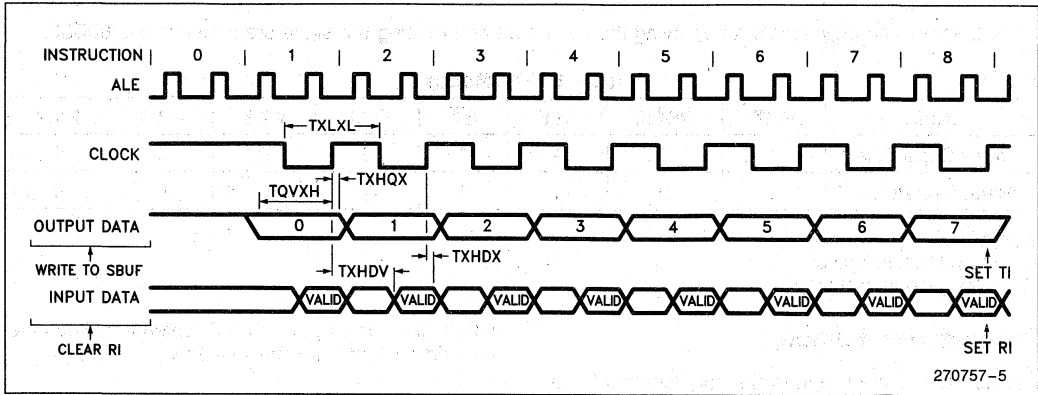 INSTRUCTION | 0 | 1 | 2 | 3 | 4 | 5 | 6 | 7 | 8 |
ALE
TXLXL
CLOCK
TQVXH TXHQX
OUTPUT DATA 0 1 2 3 4 5 6 7
WRITE TO SBUF TXHDV TXHDX SET TI
INPUT DATA VALID VALID VALID VALID VALID VALID VALID VALID
CLEAR RI SET RI
270757-5